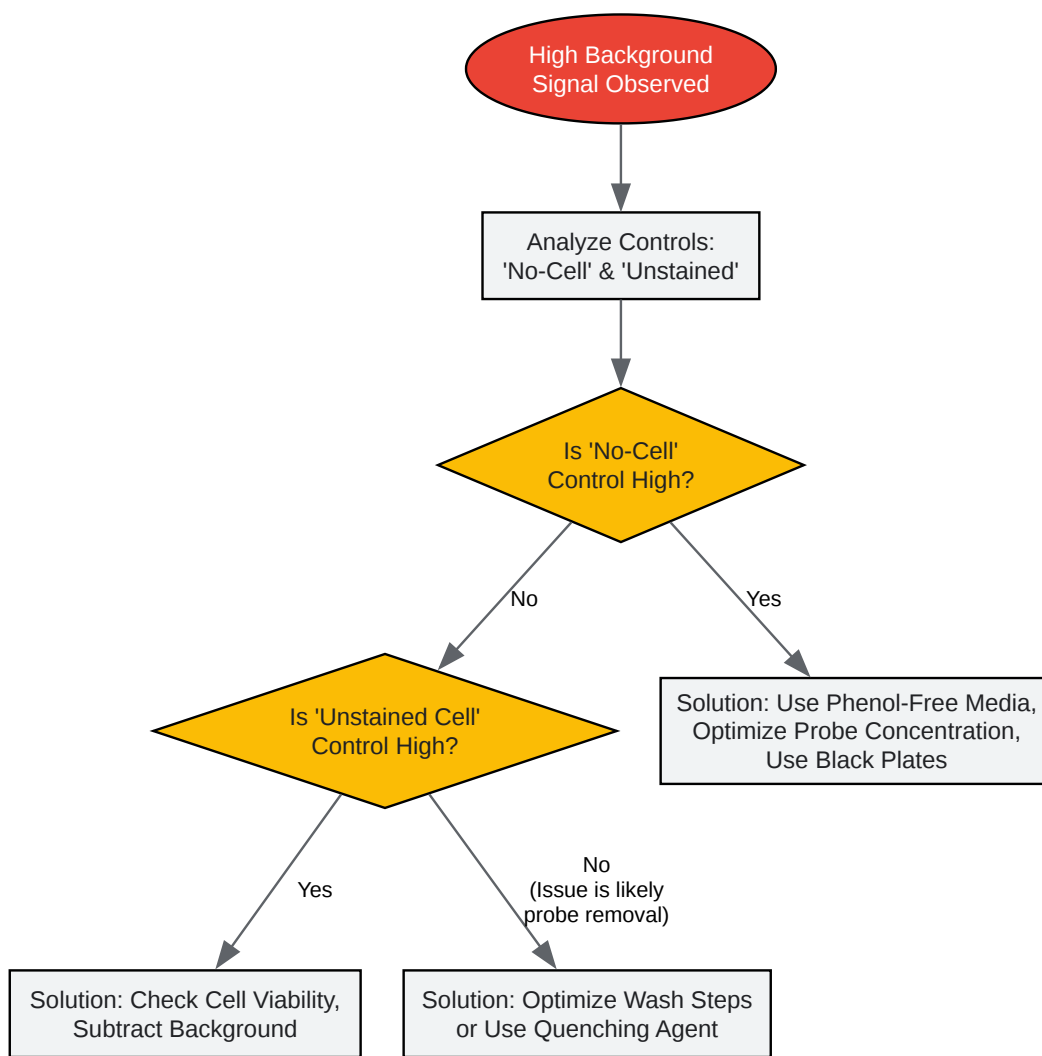 High Background
Signal Observed
Analyze Controls:
'No-Cell' & 'Unstained'
Is 'No-Cell'
Control High?
No
Yes
Is 'Unstained Cell'
Control High?
Solution: Use Phenol-Free Media,
Optimize Probe Concentration,
Use Black Plates
Yes
No
(Issue is likely
probe removal)
Solution: Check Cell Viability,
Subtract Background
Solution: Optimize Wash Steps
or Use Quenching Agent